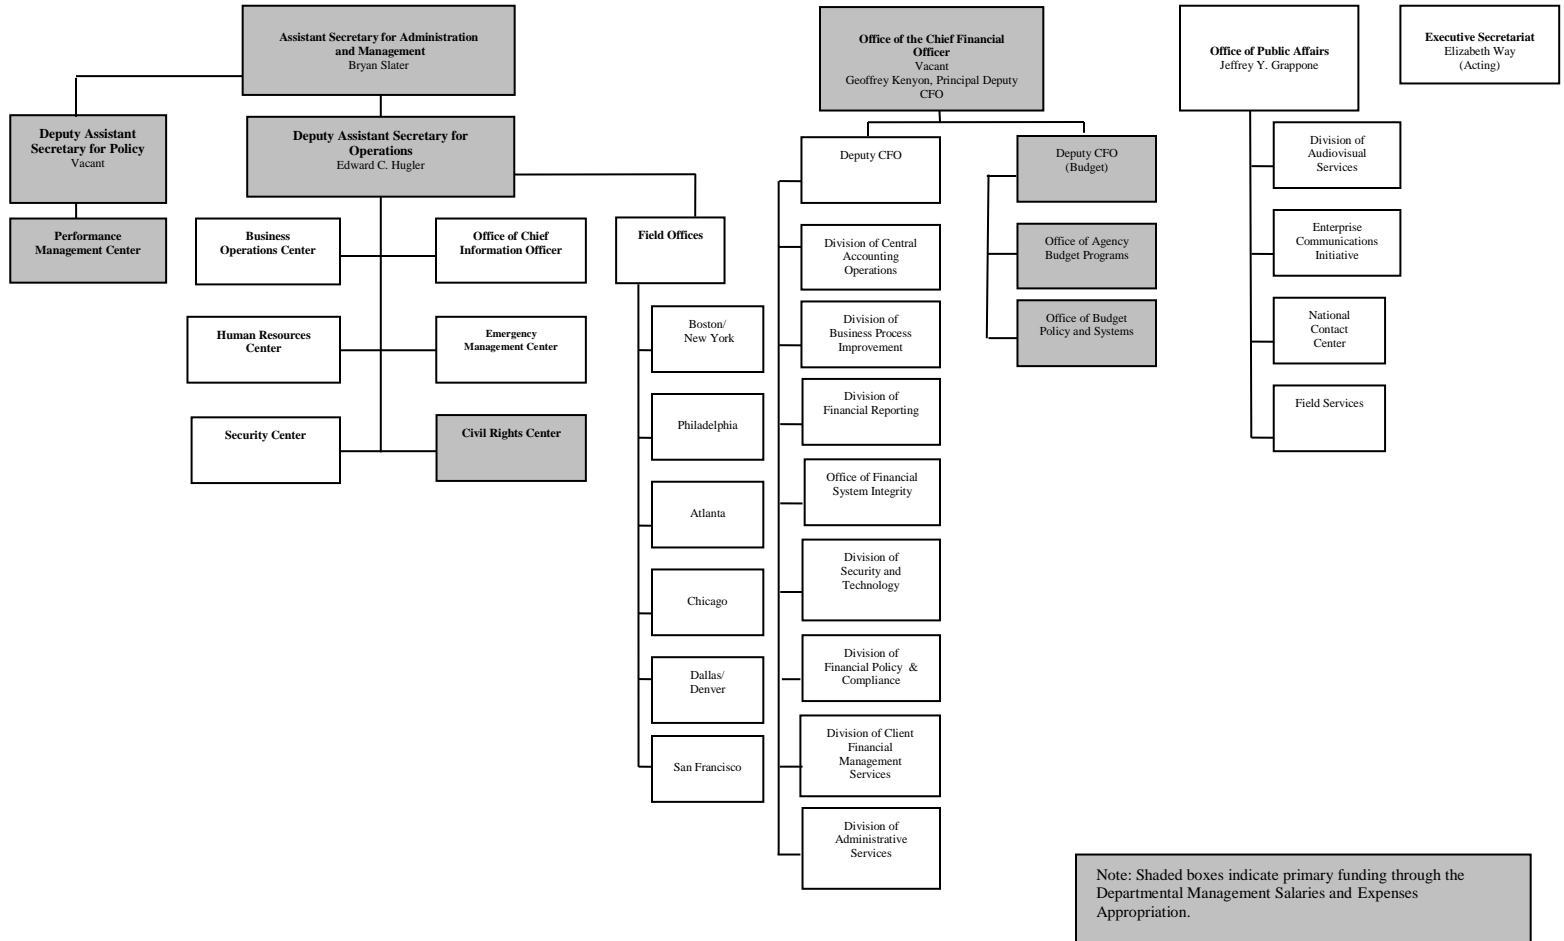 Assistant Secretary for Administration
and Management
Bryan Slater
Deputy Assistant
Secretary for Policy
Vacant
Performance
Management Center
Deputy Assistant Secretary for
Operations
Edward C. Hugler
Business
Operations Center
Office of Chief
Information Officer
Human Resources
Center
Emergency
Management Center
Security Center
Civil Rights Center
Field Offices
Boston/
New York
Philadelphia
Atlanta
Chicago
Dallas/
Denver
San Francisco
Office of the Chief Financial
Officer
Vacant
Geoffrey Kenyon, Principal Deputy
CFO
Deputy CFO
Division of Central
Accounting
Operations
Division of
Business Process
Improvement
Division of
Financial Reporting
Office of Financial
System Integrity
Division of
Security and
Technology
Division of
Financial Policy &
Compliance
Division of Client
Financial
Management
Services
Division of
Administrative
Services
Deputy CFO
(Budget)
Office of Agency
Budget Programs
Office of Budget
Policy and Systems
Office of Public Affairs
Jeffrey Y. Grappone
Division of
Audiovisual
Services
Enterprise
Communications
Initiative
National
Contact
Center
Field Services
Executive Secretariat
Elizabeth Way
(Acting)
Note: Shaded boxes indicate primary funding through the
Departmental Management Salaries and Expenses
Appropriation.